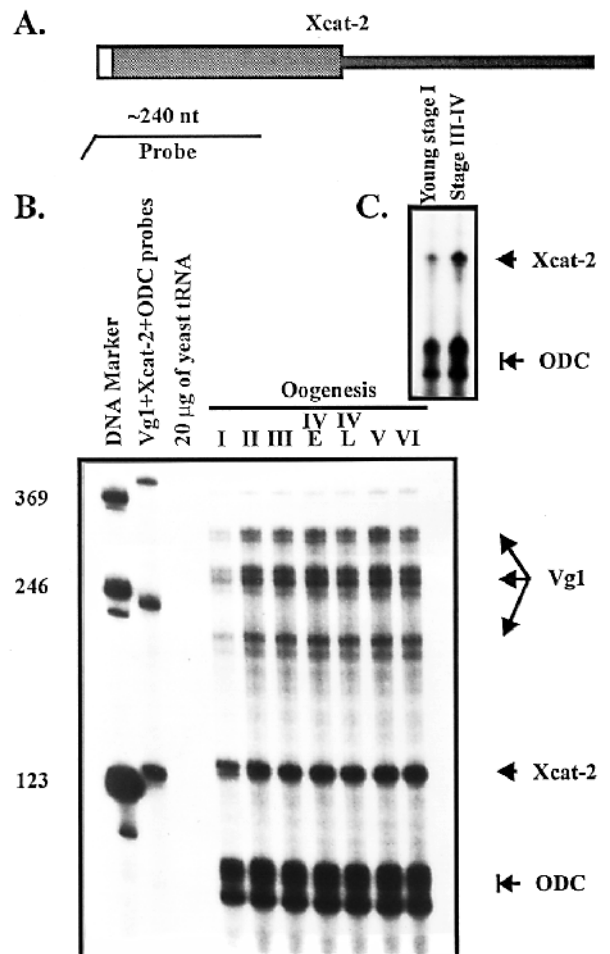 A.
Xcat-2
~240 nt
Probe
B.
C.
Young stage I
Stage III-IV
Xcat-2
ODC
DNA Marker
Vg1+Xcat-2+ODC probes
20 µg of yeast tRNA
Oogenesis
I II III IV E IV L V VI
369
246
123
Vg1
Xcat-2
ODC